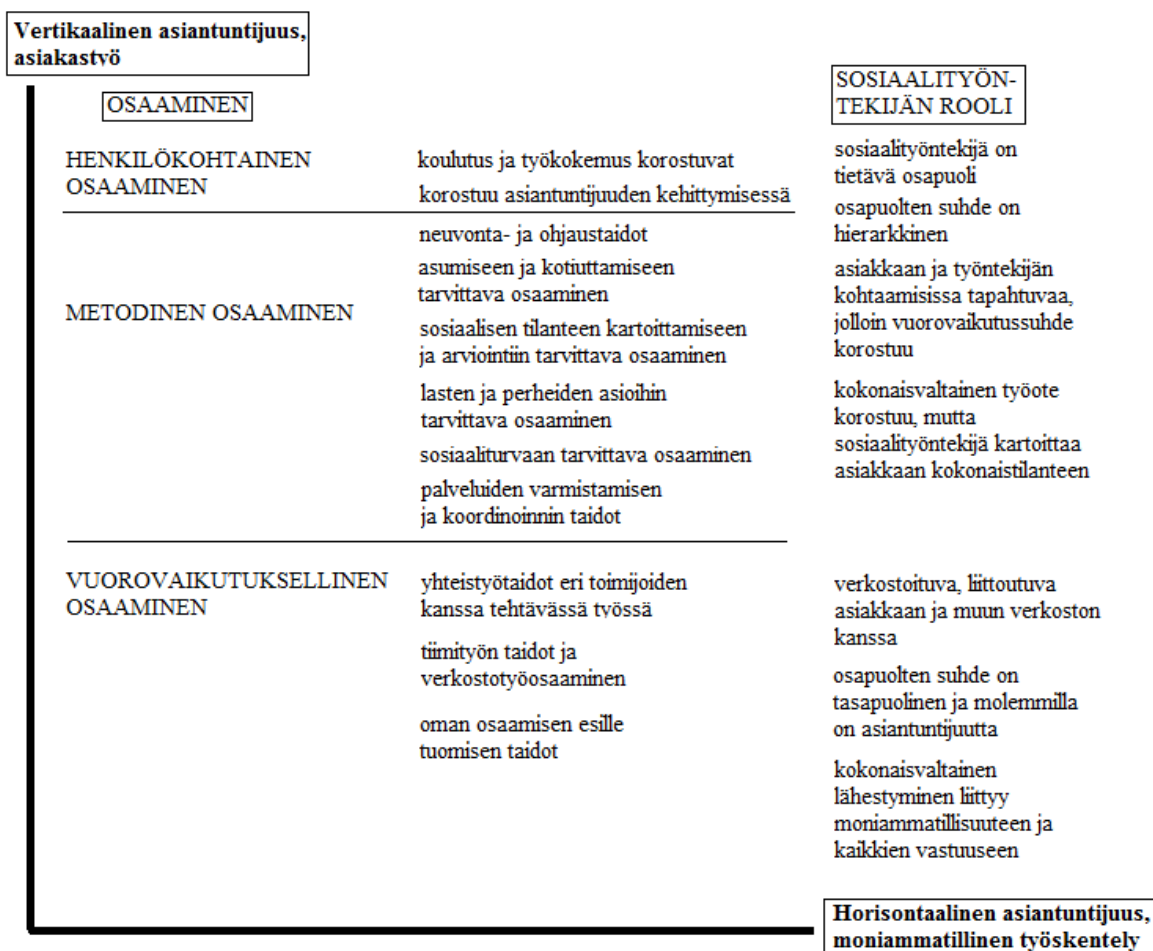 Vertikaalinen asiantuntijuus,
asiakastyö
OSAAMINEN
SOSIAALITYÖN-
TEKIJÄN ROOLI
HENKILÖKOHTAINEN
OSAAMINEN
koulutus ja työkokemus korostuvat
korostuu asiantuntijuuden kehittymisessä
sosiaalityöntekijä on
tietävä osapuoli
osapuolten suhde on
hierarkkinen
METODINEN OSAAMINEN
neuvonta- ja ohjaustaidot
asumiseen ja kotiuttamiseen
tarvittava osaaminen
sosiaalisen tilanteen kartoittamiseen
ja arviointiin tarvittava osaaminen
lasten ja perheiden asioihin
tarvittava osaaminen
sosiaaliturvaan tarvittava osaaminen
palveluiden varmistamisen
ja koordinoinnin taidot
asiakkaan ja työntekijän
kohtaamisissa tapahtuvaa,
jolloin vuorovaikutussuhde
korostuu
kokonaisvaltainen työote
korostuu, mutta
sosiaalityöntekijä kartoittaa
asiakkaan kokonaistilanteen
VUOROVAIKUTUKSELLINEN
OSAAMINEN
yhteistyötaidot eri toimijoiden
kanssa tehtävässä työssä
tiimityön taidot ja
verkostotyöosaaminen
oman osaamisen esille
tuomisen taidot
verkostoituva, liittoutuva
asiakkaan ja muun verkoston
kanssa
osapuolten suhde on
tasapuolinen ja molemmilla
on asiantuntijuutta
kokonaisvaltainen
lähestyminen liittyy
moniammatillisuuteen ja
kaikkien vastuuseen
Horisontaalinen asiantuntijuus,
moniammatillinen työskentely